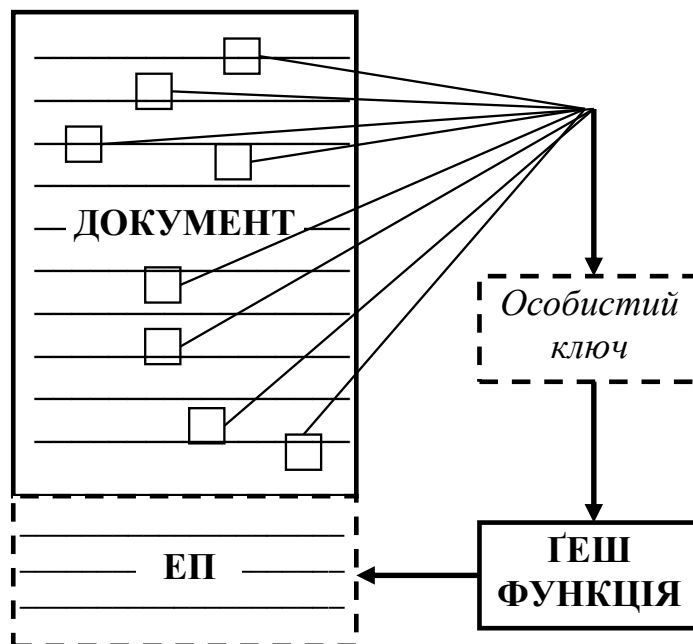 ДОКУМЕНТ
Особистий
ключ
ҐЕШ
ФУНКЦІЯ
ЕП